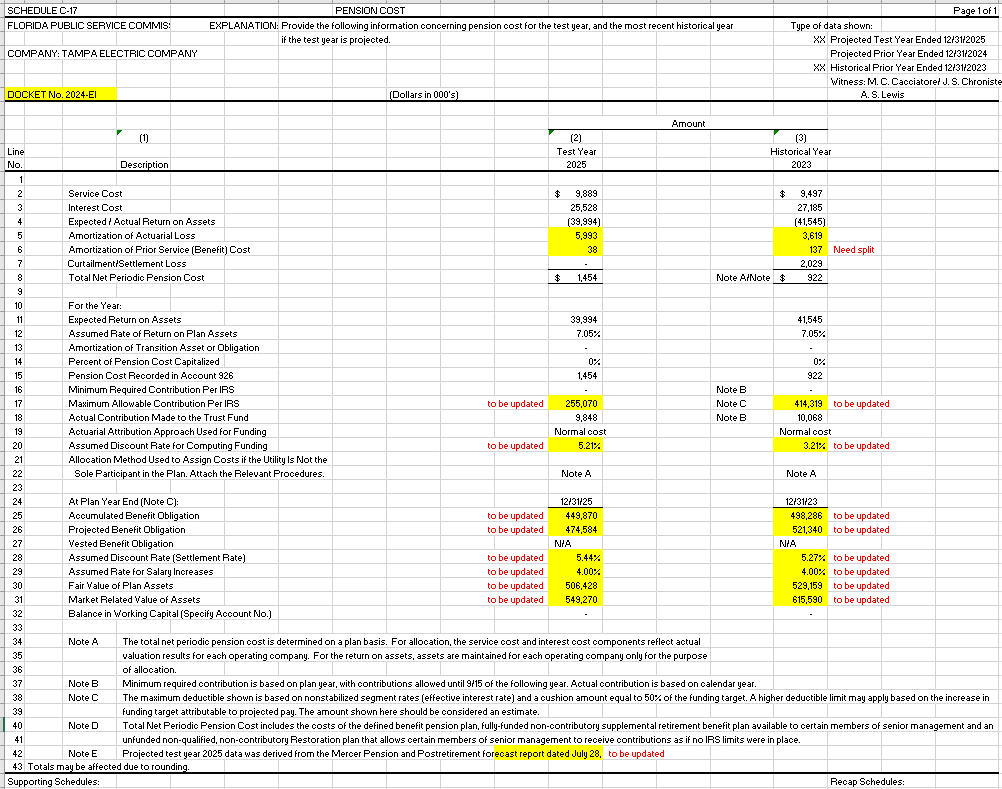 SCHEDULE C-17 PENSION COST Page 1 of 1
FLORIDA PUBLIC SERVICE COMMIS: EXPLANATION: Provide the following information concerning pension cost for the test year, and the most recent historical year Type of data shown:
if the test year is projected. XX Projected Test Year Ended 12/31/2025
COMPANY: TAMPA ELECTRIC COMPANY Projected Prior Year Ended 12/31/2024
XX Historical Prior Year Ended 12/31/2023
Witness: M. C. Cacciatore/ J. S. Chroniste
DOCKET No. 2024-EI (Dollars in 000's) A. S. Lewis
Amount
(1) (2) (3)
Line Test Year Historical Year
No. Description 2025 2023
1
2 Service Cost $ 9,889 $ 9,497
3 Interest Cost 25,528 27,185
4 Expected / Actual Return on Assets (39,994) (41,545)
5 Amortization of Actuarial Loss 5,993 3,619
6 Amortization of Prior Service (Benefit) Cost 38 137 Need split
7 Curtailment/Settlement Loss - 2,029
8 Total Net Periodic Pension Cost $ 1,454 Note A/Note $ 922
9
10 For the Year:
11 Expected Return on Assets 39,994 41,545
12 Assumed Rate of Return on Plan Assets 7.05% 7.05%
13 Amortization of Transition Asset or Obligation - -
14 Percent of Pension Cost Capitalized 0% 0%
15 Pension Cost Recorded in Account 926 1,454 922
16 Minimum Required Contribution Per IRS - Note B -
17 Maximum Allowable Contribution Per IRS to be updated 255,070 Note C 414,319 to be updated
18 Actual Contribution Made to the Trust Fund 9,848 Note B 10,068
19 Actuarial Attribution Approach Used for Funding Normal cost Normal cost
20 Assumed Discount Rate for Computing Funding to be updated 5.21% 3.21% to be updated
21 Allocation Method Used to Assign Costs if the Utility Is Not the
22 Sole Participant in the Plan. Attach the Relevant Procedures. Note A Note A
23
24 At Plan Year End (Note C): 12/31/25 12/31/23
25 Accumulated Benefit Obligation to be updated 449,870 498,286 to be updated
26 Projected Benefit Obligation to be updated 474,584 521,340 to be updated
27 Vested Benefit Obligation N/A N/A
28 Assumed Discount Rate (Settlement Rate) to be updated 5.44% 5.27% to be updated
29 Assumed Rate for Salary Increases to be updated 4.00% 4.00% to be updated
30 Fair Value of Plan Assets to be updated 506,428 529,159 to be updated
31 Market Related Value of Assets to be updated 549,270 615,590 to be updated
32 Balance in Working Capital (Specify Account No.) - -
33
34 Note A The total net periodic pension cost is determined on a plan basis. For allocation, the service cost and interest cost components reflect actual
35 valuation results for each operating company. For the return on assets, assets are maintained for each operating company only for the purpose
36 of allocation.
37 Note B Minimum required contribution is based on plan year, with contributions allowed until 9/15 of the following year. Actual contribution is based on calendar year.
38 Note C The maximum deductible shown is based on nonstabilized segment rates (effective interest rate) and a cushion amount equal to 50% of the funding target. A higher deductible limit may apply based on the increase in
39 funding target attributable to projected pay. The amount shown here should be considered an estimate.
40 Note D Total Net Periodic Pension Cost includes the costs of the defined benefit pension plan, fully-funded non-contributory supplemental retirement benefit plan available to certain members of senior management and an
41 unfunded non-qualified, non-contributory Restoration plan that allows certain members of senior management to receive contributions as if no IRS limits were in place.
42 Note E Projected test year 2025 data was derived from the Mercer Pension and Postretirement forecast report dated July 28, to be updated
43 Totals may be affected due to rounding.
Supporting Schedules: Recap Schedules: